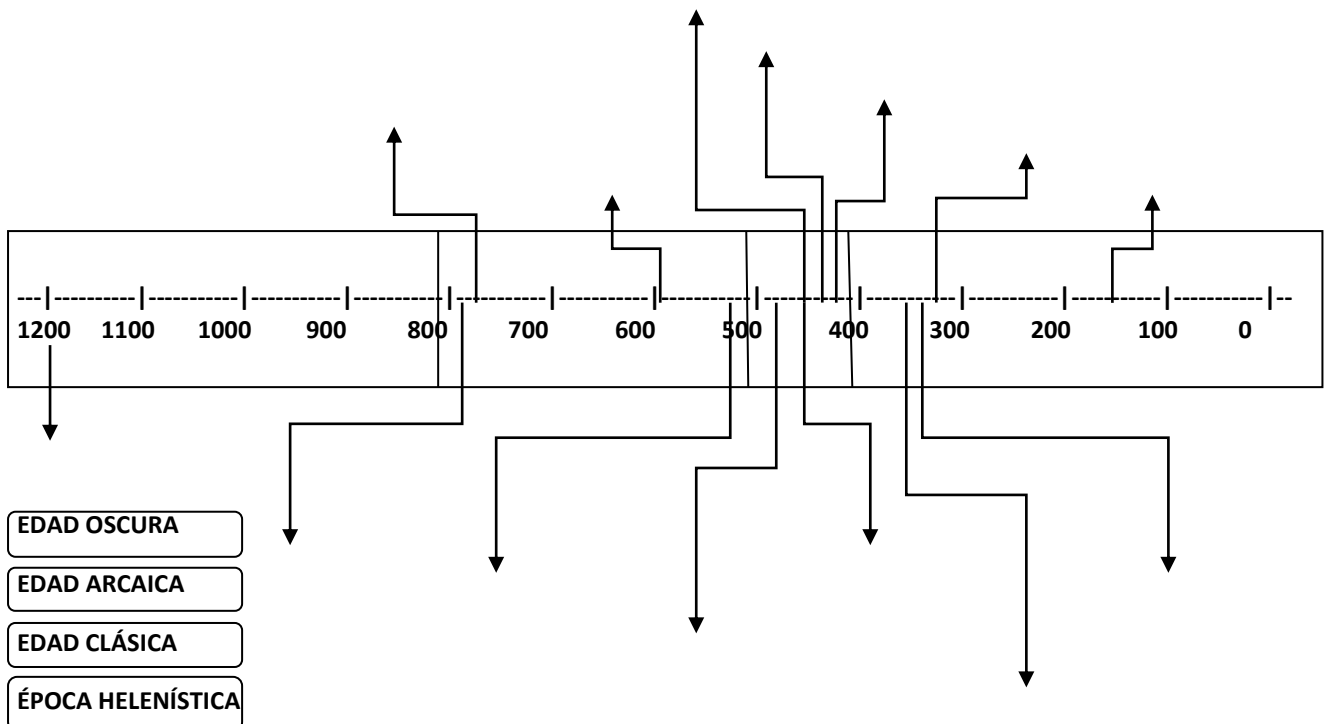 ---|-----------|-----------|-----------|-----------|-----------|-----------|-----------|-----------|-----------|-----------|-----------|-----------|--
1200 1100 1000 900 800 700 600 500 400 300 200 100 0
EDAD OSCURA
EDAD ARCAICA
EDAD CLÁSICA
ÉPOCA HELENÍSTICA